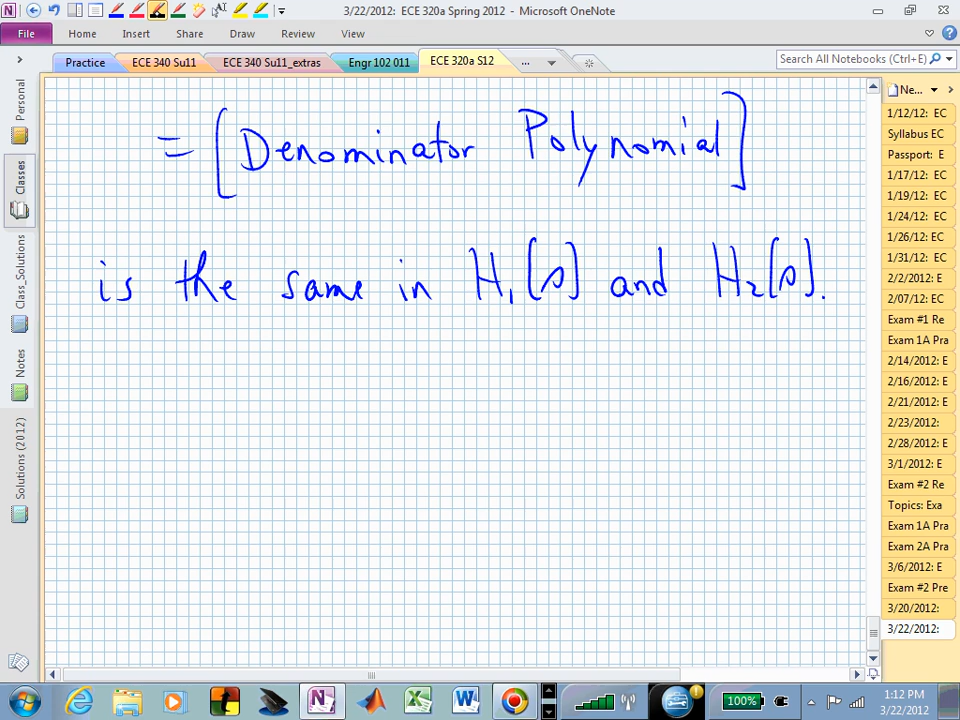 3/22/2012: ECE 320a Spring 2012 - Microsoft OneNote
File Home Insert Share Draw Review View
Practice ECE 340 Su11 ECE 340 Su11_extras Engr 102 011 ECE 320a S12 ...
Search All Notebooks (Ctrl+E)
Personal
Classes
Class_Solutions
Notes
Solutions (2012)
= [Denominator Polynomial]
is the same in H₁[s] and H₂[s].
Ne...
1/12/12: EC
Syllabus EC
Passport: E
1/17/12: EC
1/19/12: EC
1/24/12: EC
1/26/12: EC
1/31/12: EC
2/2/2012: E
2/07/12: EC
Exam #1 Re
Exam 1A Pra
2/14/2012: E
2/16/2012: E
2/21/2012: E
2/23/2012:
2/28/2012: E
3/1/2012: E
Exam #2 Re
Topics: Exa
Exam 1A Pra
Exam 2A Pra
3/6/2012: E
Exam #2 Pre
3/20/2012:
3/22/2012:
100%
1:12 PM
3/22/2012